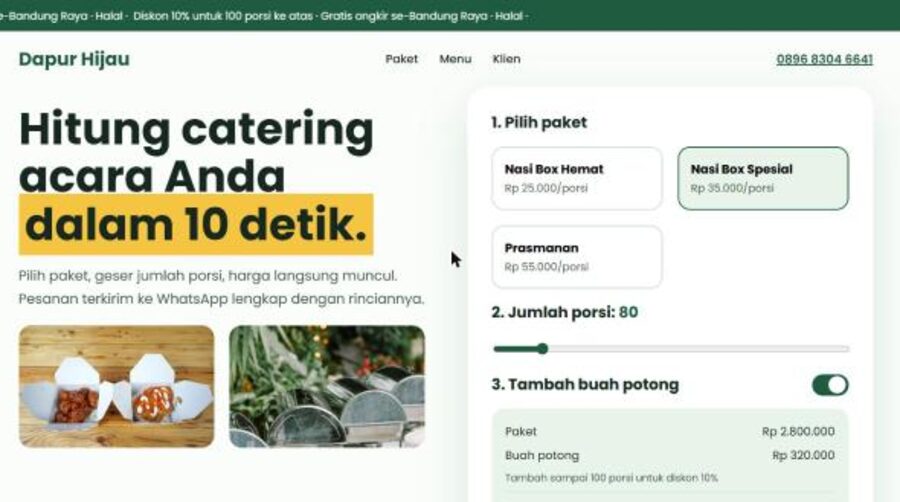 e-Bandung Raya · Halal · Diskon 10% untuk 100 porsi ke atas · Gratis ongkir se-Bandung Raya · Halal ·
Dapur Hijau
Paket Menu Klien
0896 8304 6641
Hitung catering
acara Anda
dalam 10 detik.
Pilih paket, geser jumlah porsi, harga langsung muncul.
Pesanan terkirim ke WhatsApp lengkap dengan rinciannya.
1. Pilih paket
Nasi Box Hemat
Rp 25.000/porsi
Nasi Box Spesial
Rp 35.000/porsi
Prasmanan
Rp 55.000/porsi
2. Jumlah porsi: 80
3. Tambah buah potong
Paket Rp 2.800.000
Buah potong Rp 320.000
Tambah sampai 100 porsi untuk diskon 10%